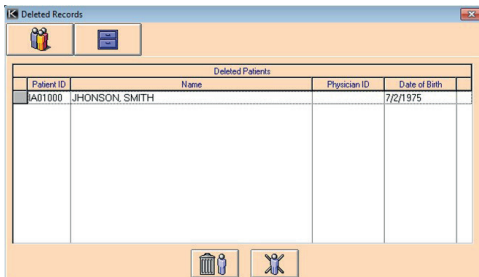 Deleted Records
Deleted Patients
Patient ID Name Physician ID Date of Birth
IA01000 JHONSON, SMITH 7/2/1975